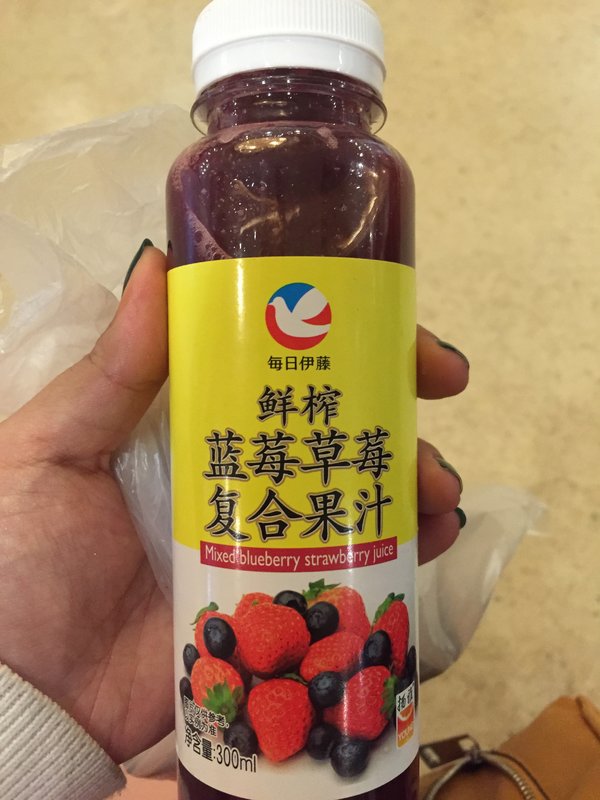 每日伊藤
鲜榨
蓝莓草莓
复合果汁
Mixed blueberry strawberry juice
净含量:300ml